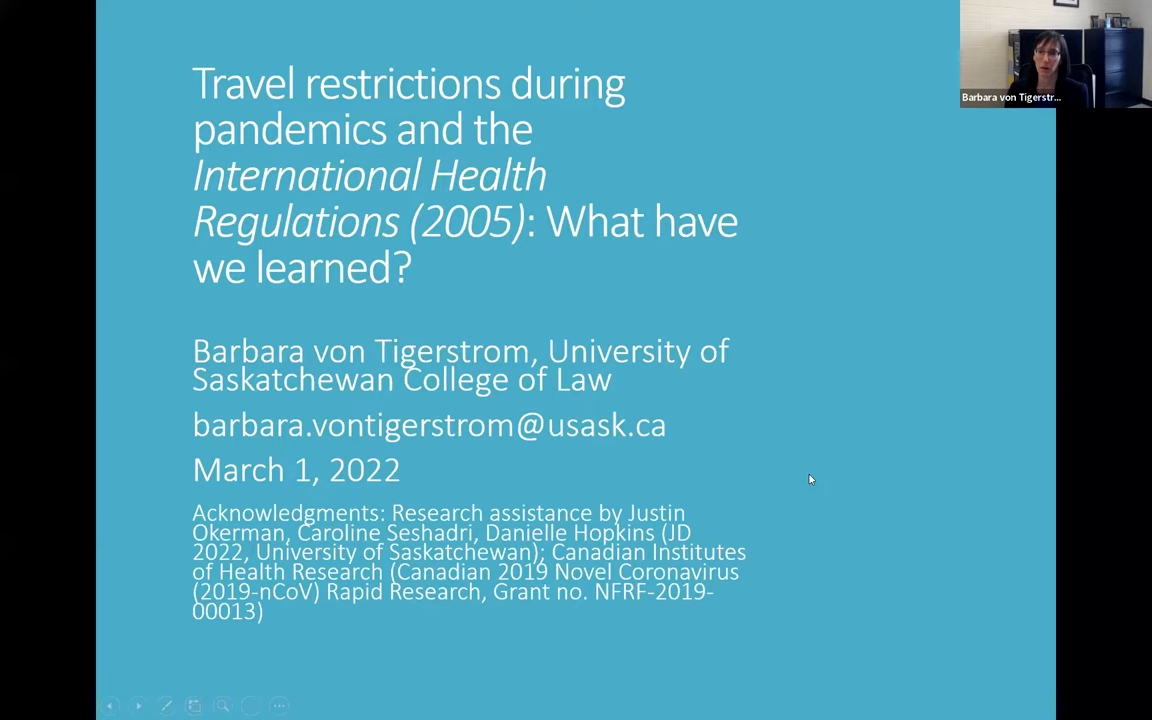 Travel restrictions during
pandemics and the
International Health
Regulations (2005): What have
we learned?
Barbara von Tigerstrom, University of
Saskatchewan College of Law
barbara.vontigerstrom@usask.ca
March 1, 2022
Acknowledgments: Research assistance by Justin
Okerman, Caroline Seshadri, Danielle Hopkins (JD
2022, University of Saskatchewan); Canadian Institutes
of Health Research (Canadian 2019 Novel Coronavirus
(2019-nCoV) Rapid Research, Grant no. NFRF-2019-
00013)
Barbara von Tigerstr...